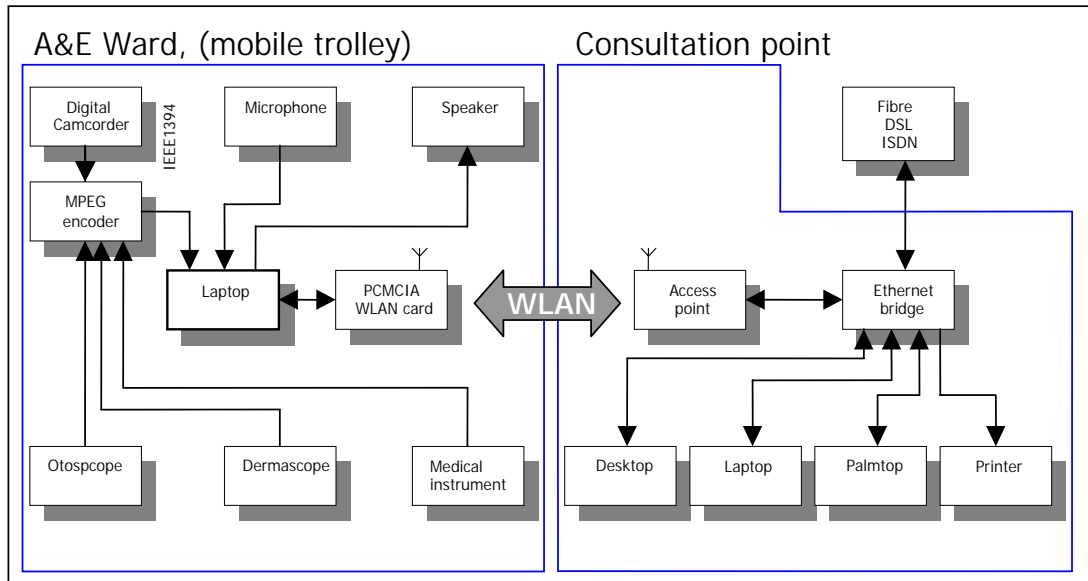 A&E Ward, (mobile trolley)
Consultation point
Digital
Camcorder
IEEE1394
Microphone
Speaker
Fibre
DSL
ISDN
MPEG
encoder
Laptop
PCMCIA
WLAN card
WLAN
Access
point
Ethernet
bridge
Otospcope
Dermascope
Medical
instrument
Desktop
Laptop
Palmtop
Printer